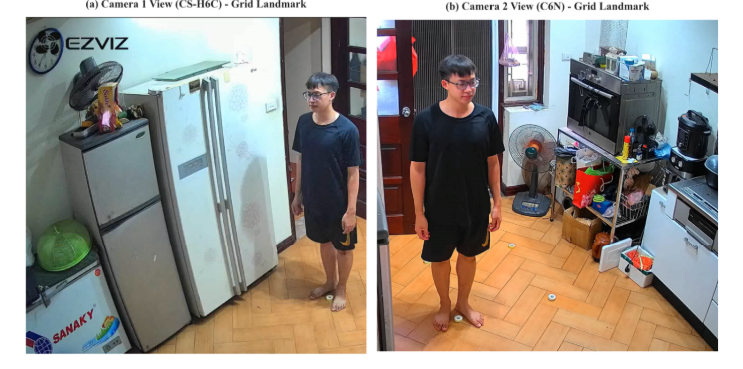 (a) Camera 1 View (CS-H6C) - Grid Landmark
(b) Camera 2 View (C6N) - Grid Landmark
EZVIZ
SANAKY